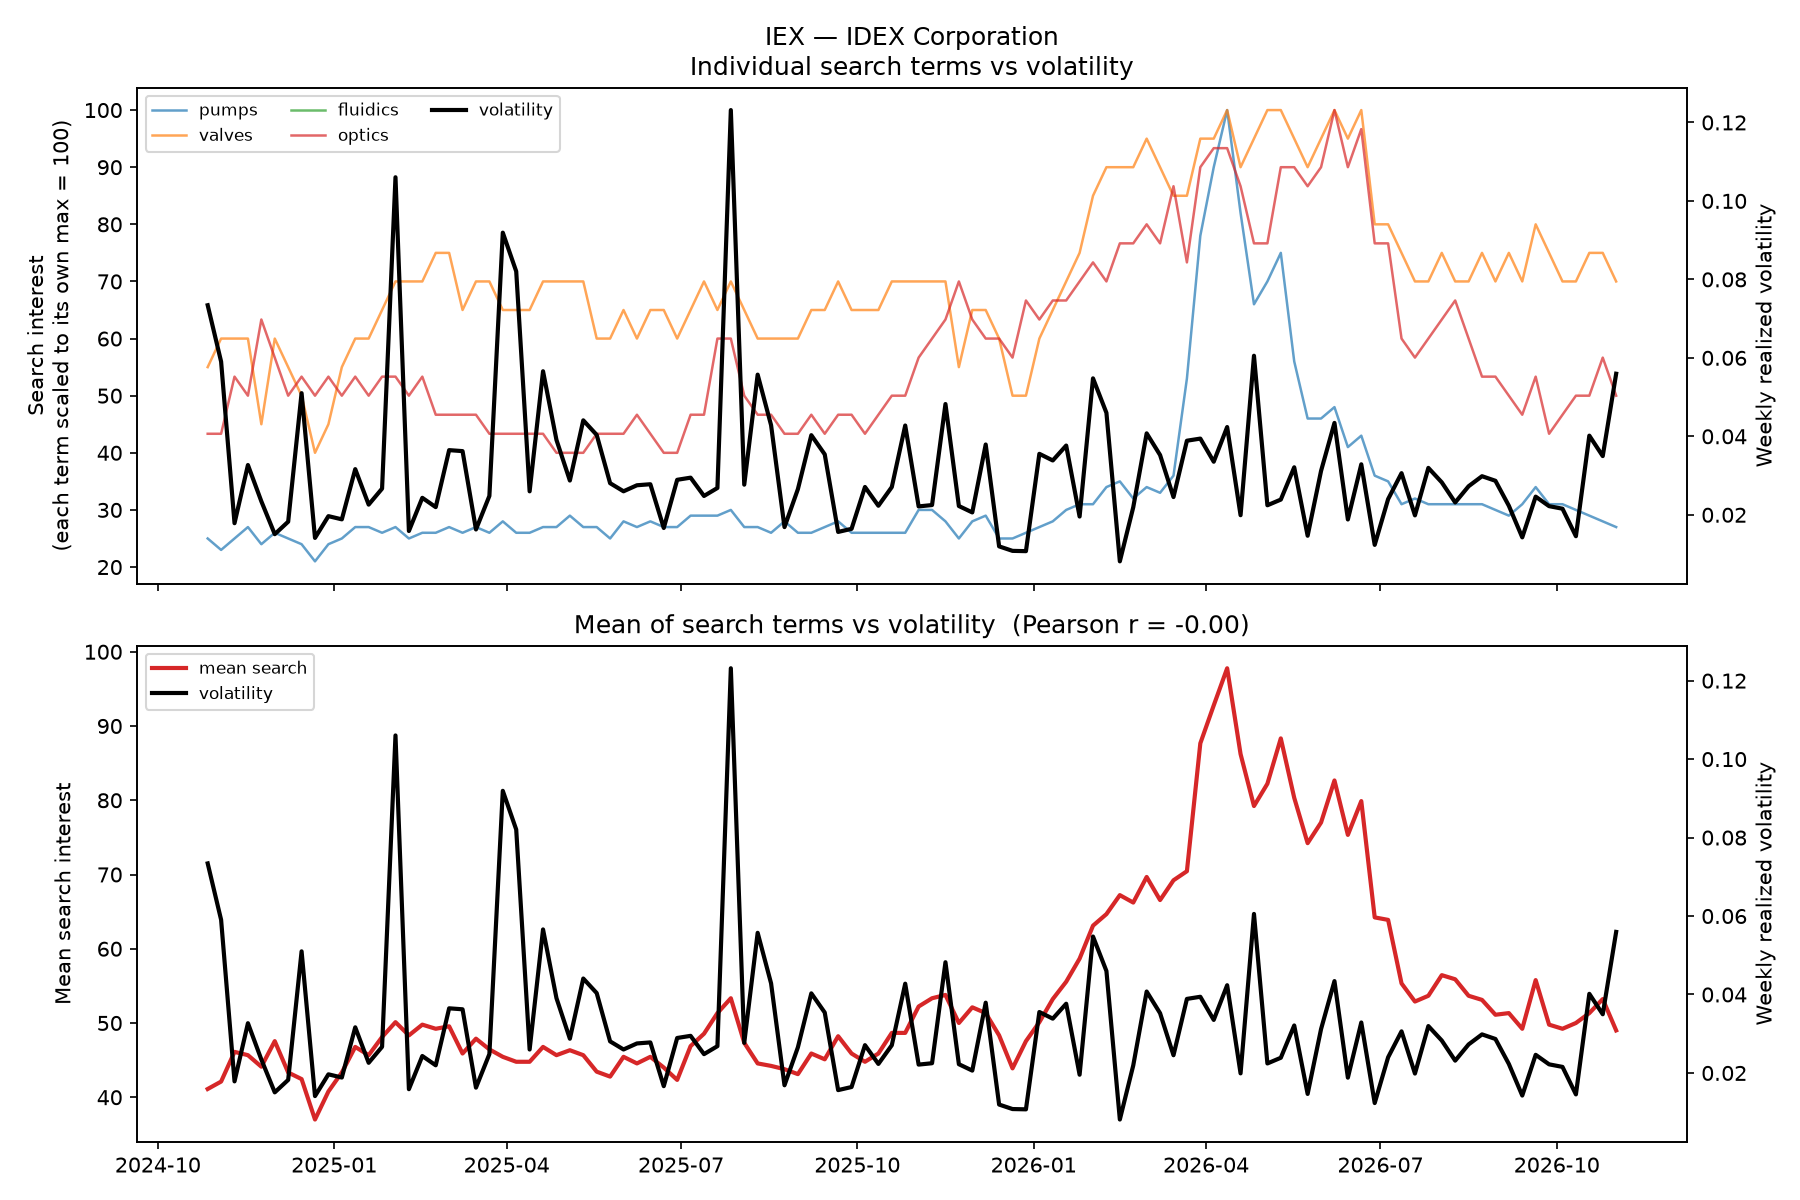 IEX — IDEX Corporation
Individual search terms vs volatility
pumps
valves
fluidics
optics
volatility
Search interest
(each term scaled to its own max = 100)
100
90
80
70
60
50
40
30
20
0.12
0.10
0.08
0.06
0.04
0.02
Weekly realized volatility
Mean of search terms vs volatility (Pearson r = -0.00)
mean search
volatility
Mean search interest
100
90
80
70
60
50
40
0.12
0.10
0.08
0.06
0.04
0.02
Weekly realized volatility
2024-10 2025-01 2025-04 2025-07 2025-10 2026-01 2026-04 2026-07 2026-10